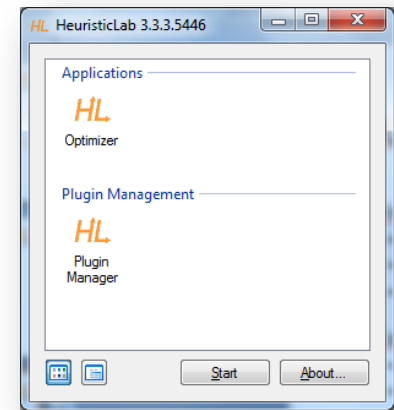 HL HeuristicLab 3.3.3.5446
Applications
HL
Optimizer
Plugin Management
HL
Plugin
Manager
Start
About...